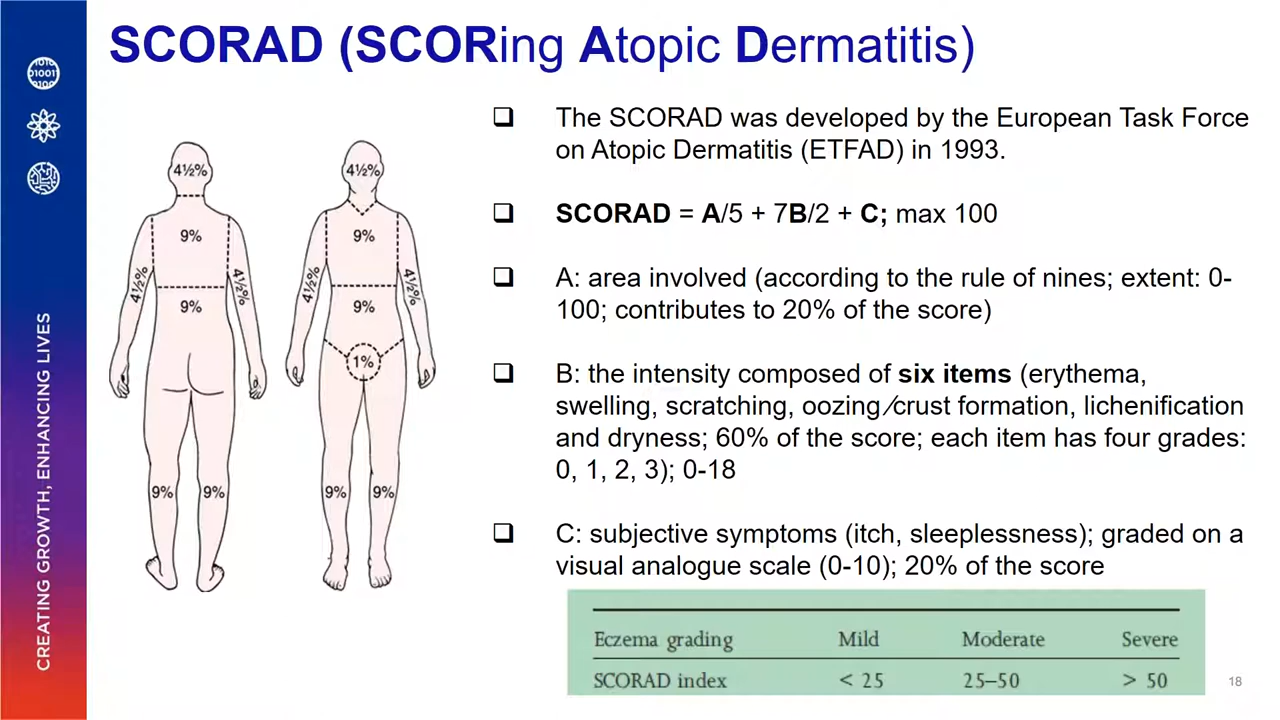 SCORAD (SCORing Atopic Dermatitis)
The SCORAD was developed by the European Task Force
on Atopic Dermatitis (ETFAD) in 1993.
SCORAD = A/5 + 7B/2 + C; max 100
A: area involved (according to the rule of nines; extent: 0-
100; contributes to 20% of the score)
B: the intensity composed of six items (erythema,
swelling, scratching, oozing ⁄crust formation, lichenification
and dryness; 60% of the score; each item has four grades:
0, 1, 2, 3); 0-18
C: subjective symptoms (itch, sleeplessness); graded on a
visual analogue scale (0-10); 20% of the score
Eczema grading Mild Moderate Severe
SCORAD index < 25 25–50 > 50
18
4½%
9%
4½%
4½%
9%
9%
9%
4½%
9%
4½%
4½%
9%
1%
9%
9%
CREATING GROWTH, ENHANCING LIVES